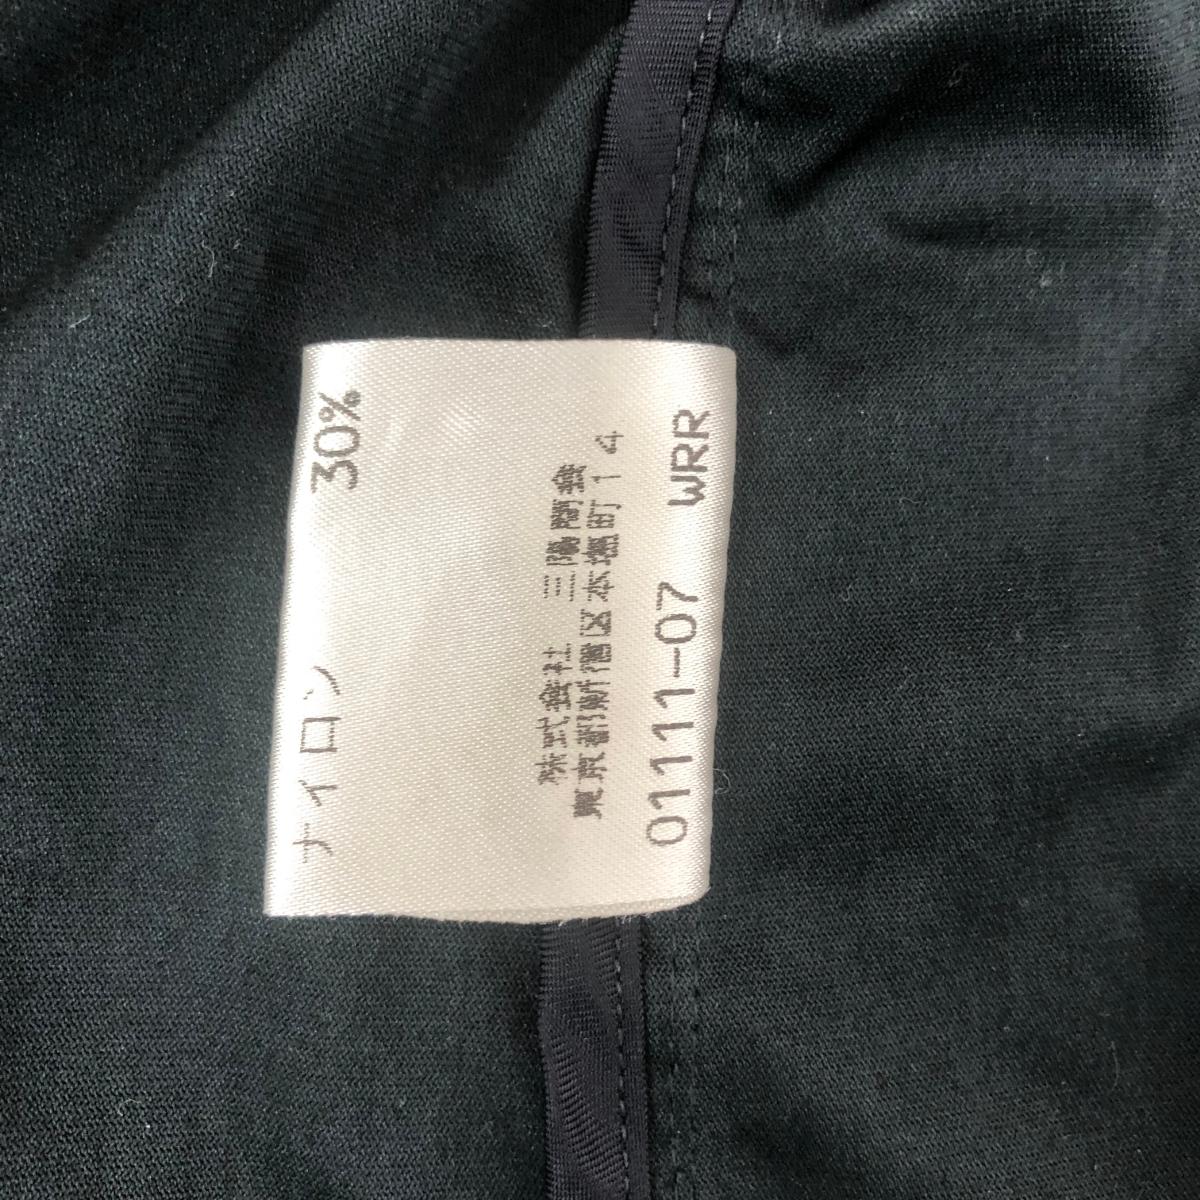 ナイロン 30%
株式会社 三陽商会
東京都新宿区本塩町14
01111-07 WRR